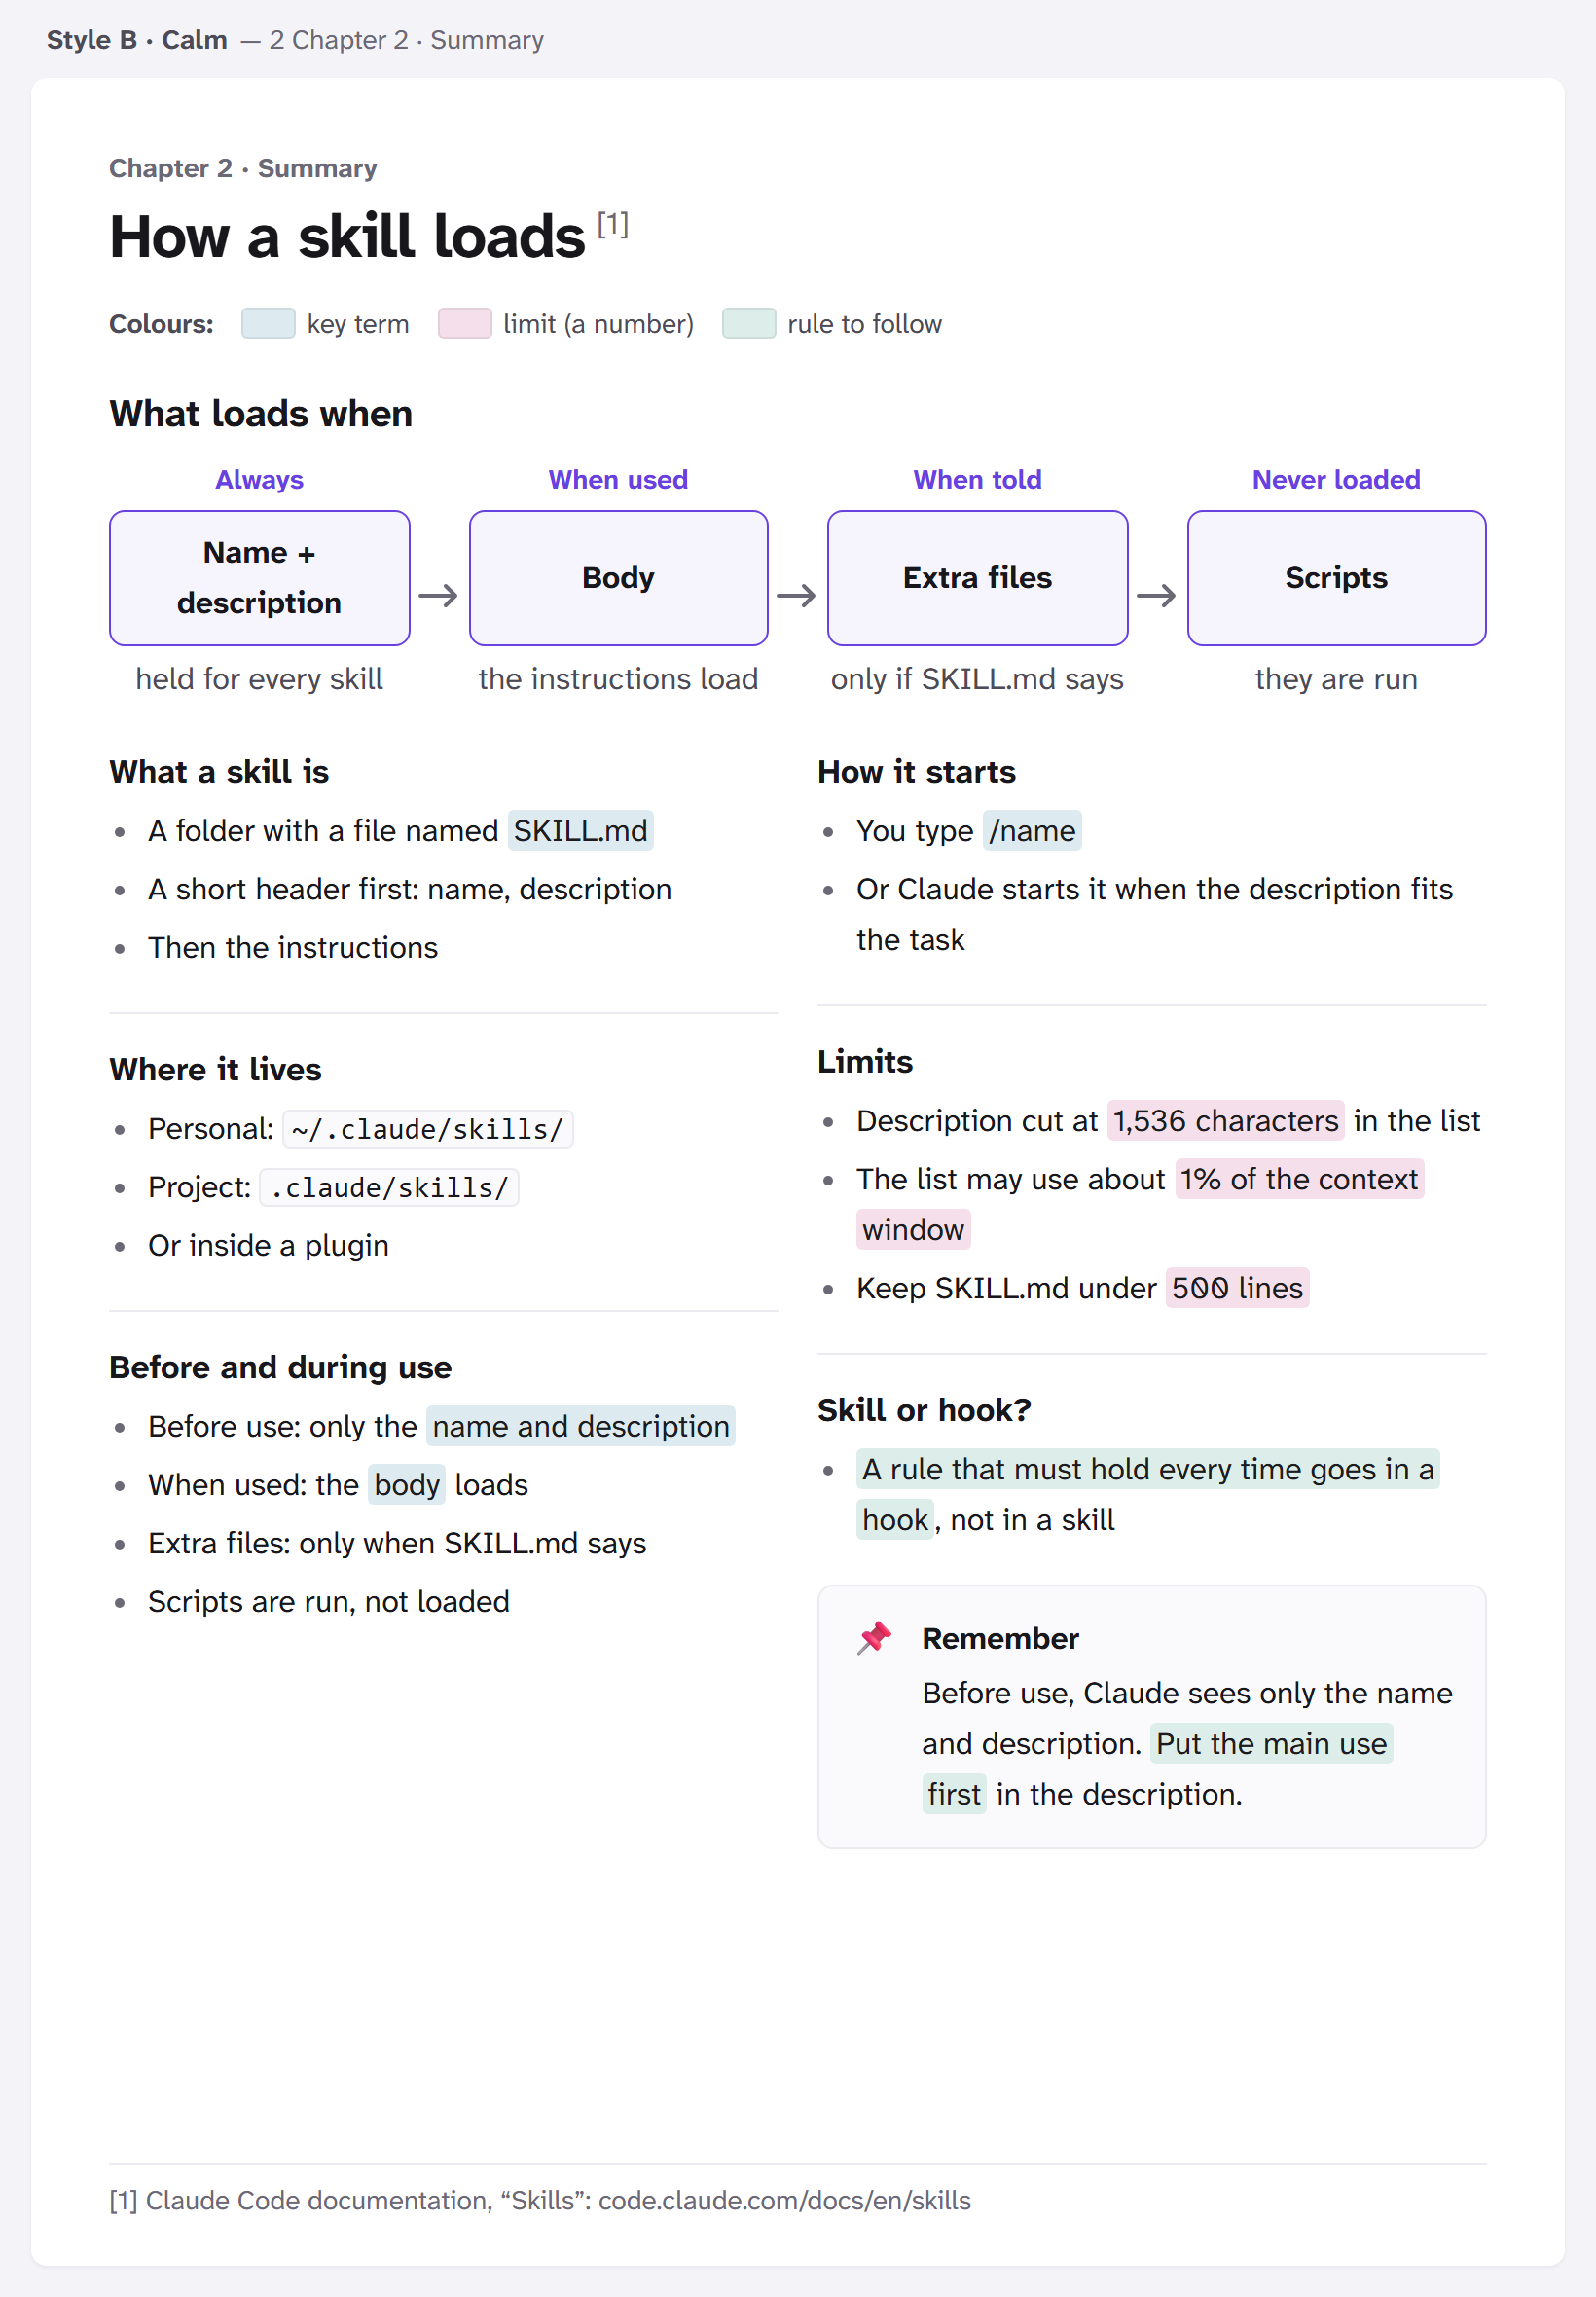 Style B · Calm — 2 Chapter 2 · Summary
Chapter 2 · Summary
How a skill loads [1]
Colours: key term limit (a number) rule to follow
What loads when
Always
Name +
description
held for every skill
→
When used
Body
the instructions load
→
When told
Extra files
only if SKILL.md says
→
Never loaded
Scripts
they are run
What a skill is
• A folder with a file named SKILL.md
• A short header first: name, description
• Then the instructions
Where it lives
• Personal: ~/.claude/skills/
• Project: .claude/skills/
• Or inside a plugin
Before and during use
• Before use: only the name and description
• When used: the body loads
• Extra files: only when SKILL.md says
• Scripts are run, not loaded
How it starts
• You type /name
• Or Claude starts it when the description fits
the task
Limits
• Description cut at 1,536 characters in the list
• The list may use about 1% of the context
window
• Keep SKILL.md under 500 lines
Skill or hook?
• A rule that must hold every time goes in a
hook, not in a skill
📌 Remember
Before use, Claude sees only the name
and description. Put the main use
first in the description.
[1] Claude Code documentation, “Skills”: code.claude.com/docs/en/skills